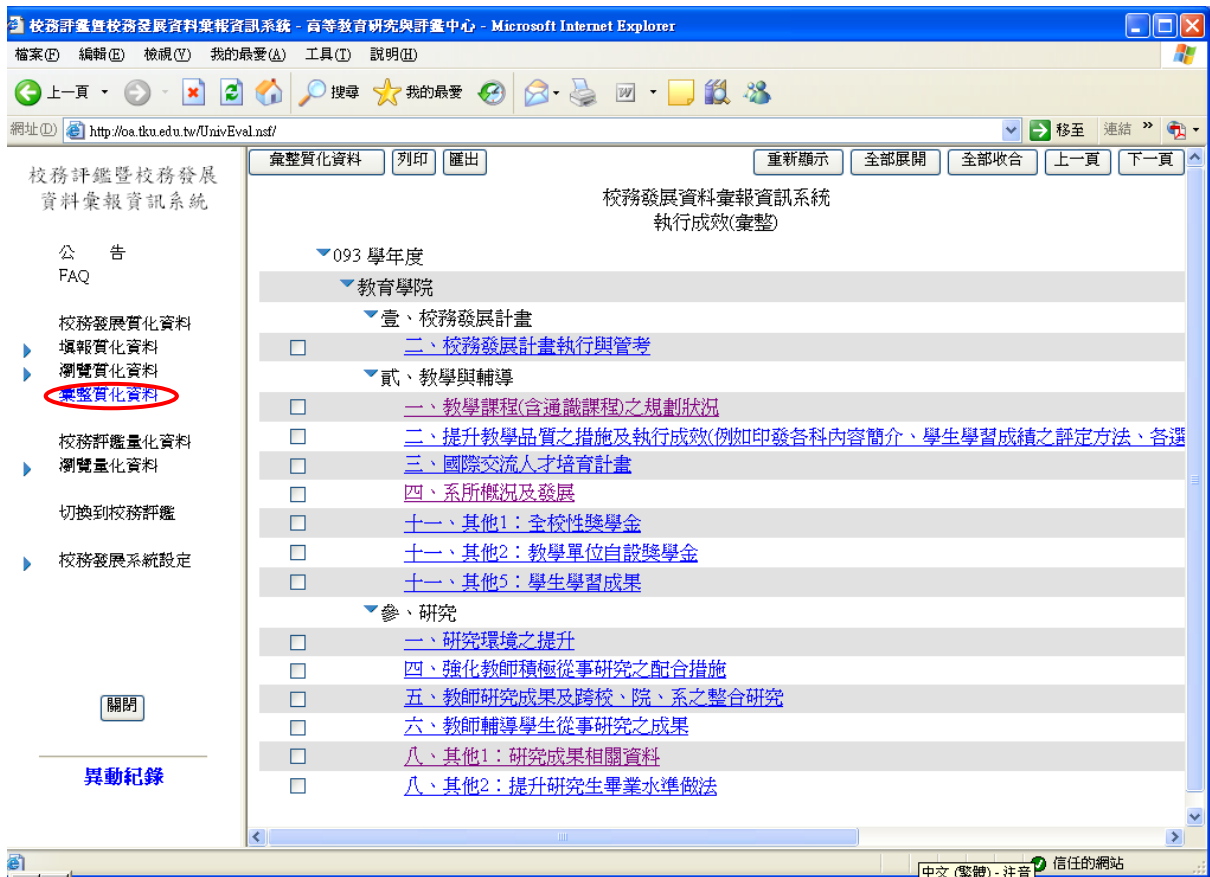 校務評鑑暨校務發展資料彙報資訊系統 - 高等教育研究與評鑑中心 - Microsoft Internet Explorer
檔案(F) 編輯(E) 檢視(V) 我的最愛(A) 工具(T) 說明(H)
上一頁 搜尋 我的最愛
網址(D) http://oa.tku.edu.tw/UnivEval.nsf/ 移至 連結 »
校務評鑑暨校務發展
資料彙報資訊系統
公 告
FAQ
校務發展質化資料
填報質化資料
瀏覽質化資料
彙整質化資料
校務評鑑量化資料
瀏覽量化資料
切換到校務評鑑
校務發展系統設定
關閉
異動紀錄
彙整質化資料 列印 匯出 重新顯示 全部展開 全部收合 上一頁 下一頁
校務發展資料彙報資訊系統
執行成效(彙整)
093 學年度
教育學院
壹、校務發展計畫
二、校務發展計畫執行與管考
貳、教學與輔導
一、教學課程(含通識課程)之規劃狀況
二、提升教學品質之措施及執行成效(例如印發各科內容簡介、學生學習成績之評定方法、各選
三、國際交流人才培育計畫
四、系所概況及發展
十一、其他1：全校性獎學金
十一、其他2：教學單位自設獎學金
十一、其他5：學生學習成果
參、研究
一、研究環境之提升
四、強化教師積極從事研究之配合措施
五、教師研究成果及跨校、院、系之整合研究
六、教師輔導學生從事研究之成果
八、其他1：研究成果相關資料
八、其他2：提升研究生畢業水準做法
中文 (繁體) - 注音 信任的網站